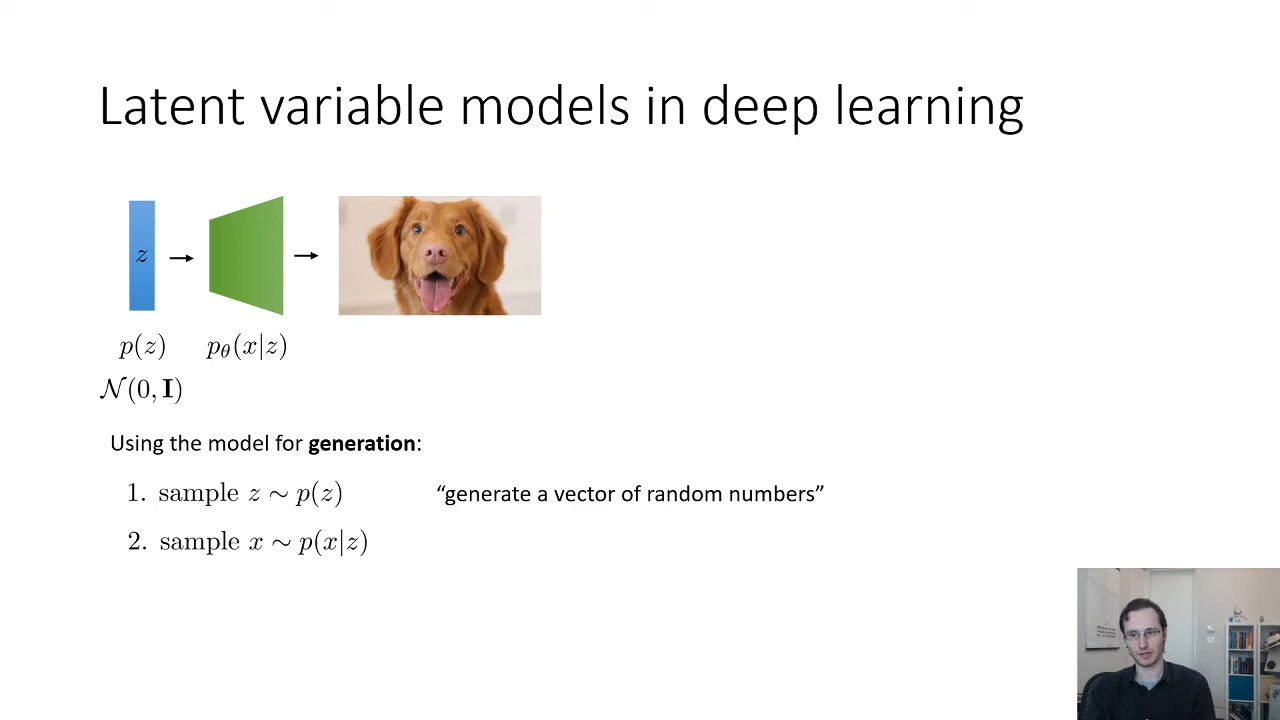 Latent variable models in deep learning
z
p(z) pθ(x|z)
𝒩(0, I)
Using the model for generation:
1. sample z ∼ p(z) “generate a vector of random numbers”
2. sample x ∼ p(x|z)